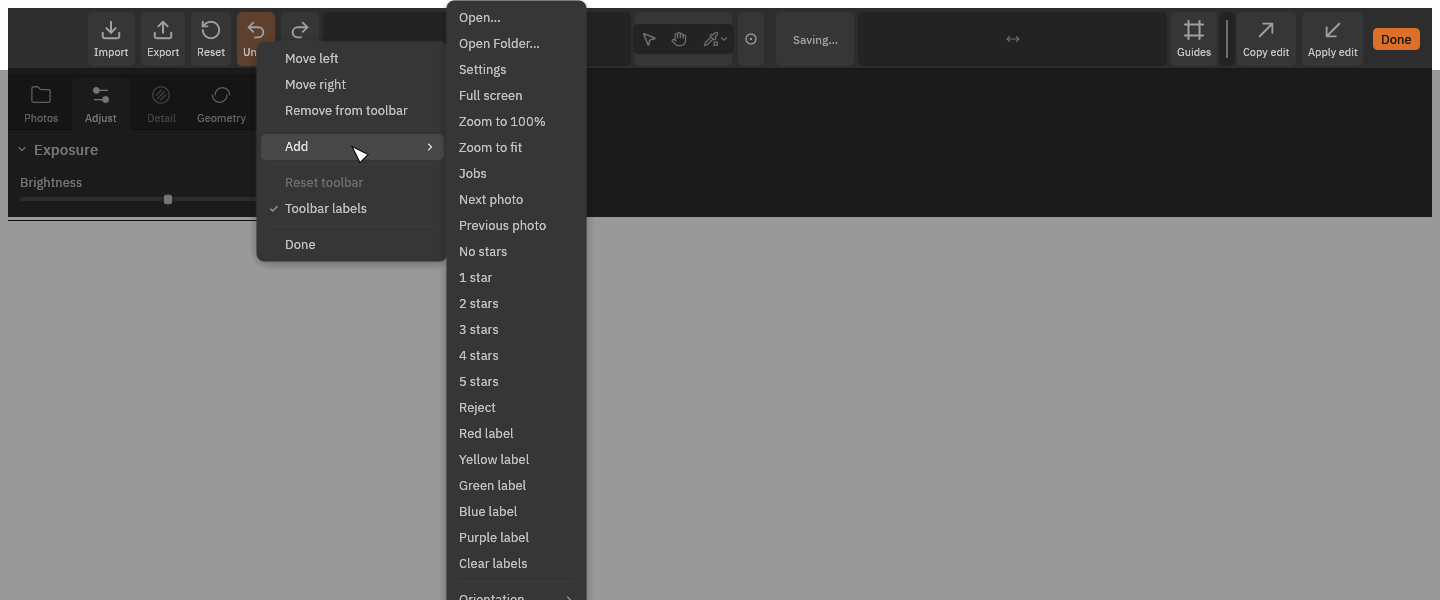 Import
Export
Reset
Saving...
Guides
Copy edit
Apply edit
Done
Photos
Adjust
Detail
Geometry
Exposure
Brightness
Move left
Move right
Remove from toolbar
Add
Reset toolbar
Toolbar labels
Done
Open...
Open Folder...
Settings
Full screen
Zoom to 100%
Zoom to fit
Jobs
Next photo
Previous photo
No stars
1 star
2 stars
3 stars
4 stars
5 stars
Reject
Red label
Yellow label
Green label
Blue label
Purple label
Clear labels
Orientation